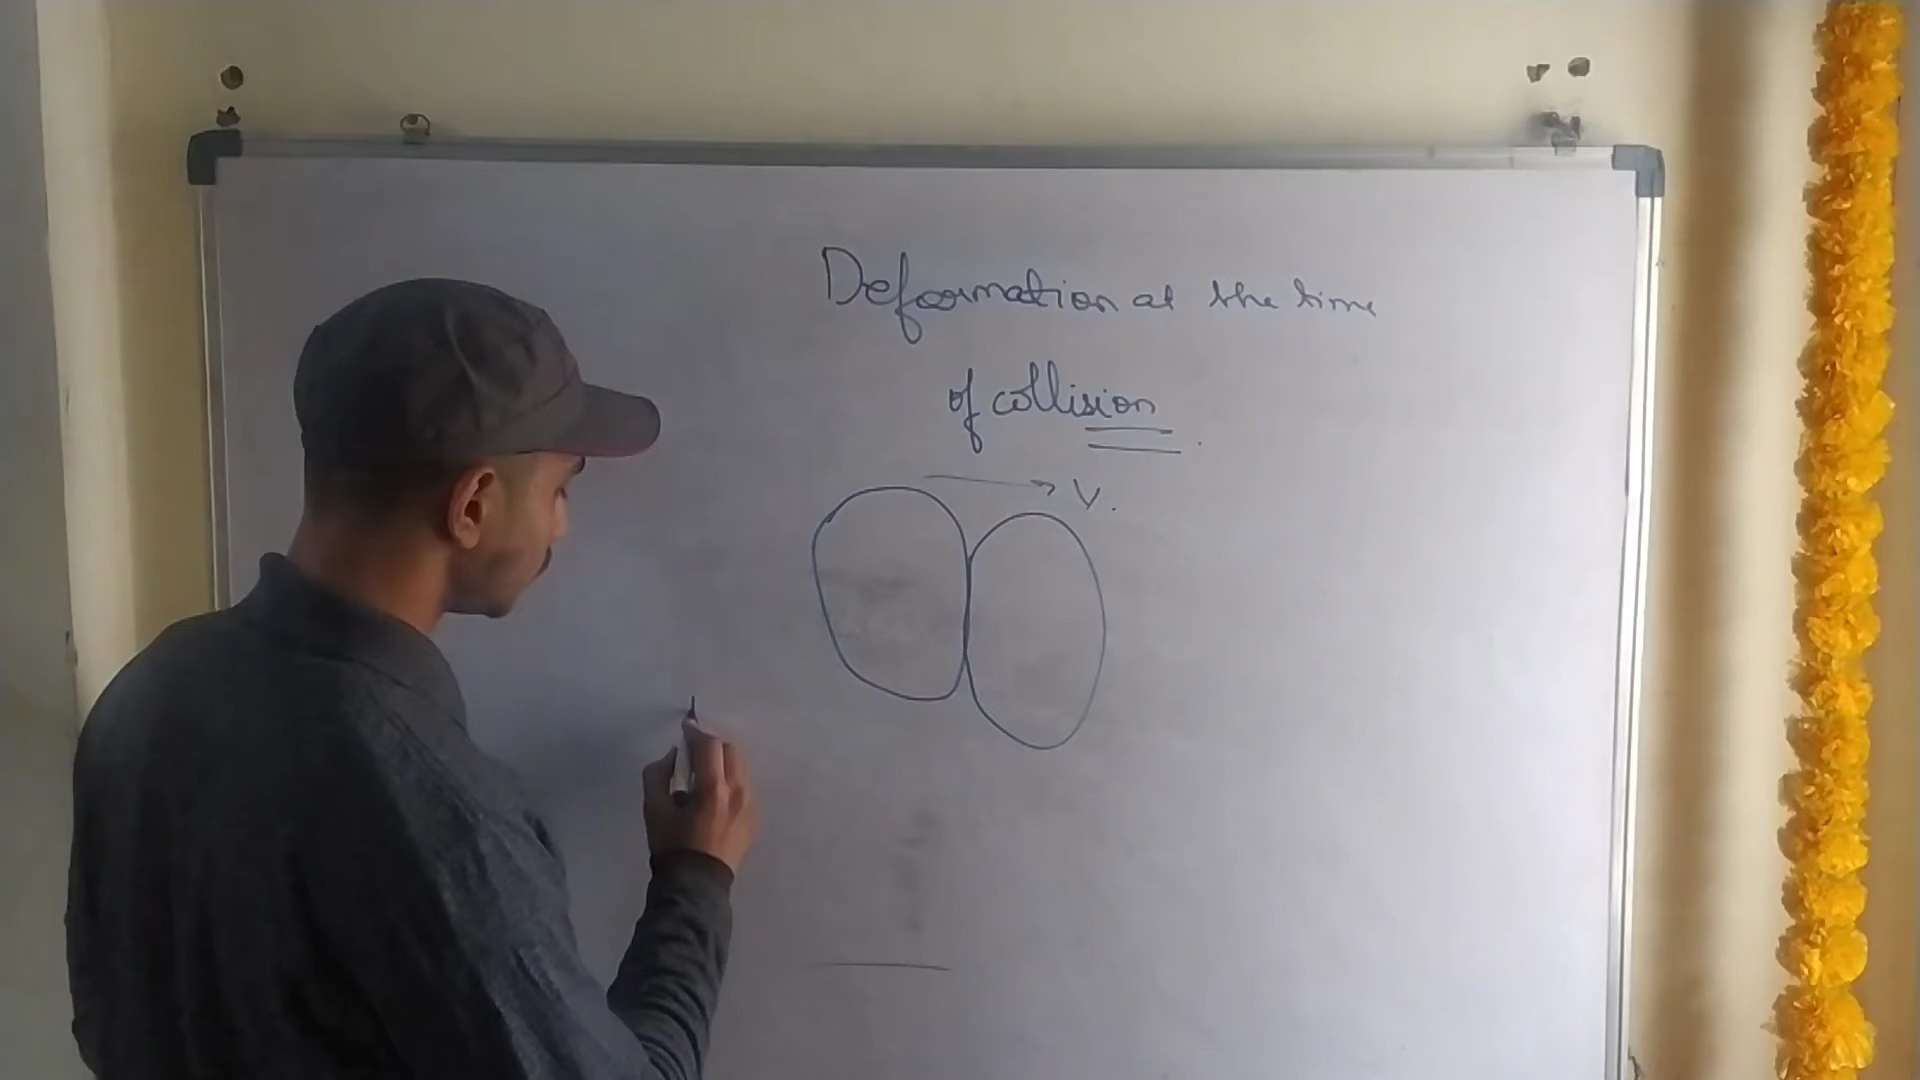 Deformation at the time
of collision
V.